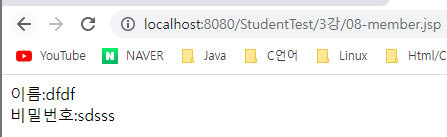 localhost:8080/StudentTest/3강/08-member.jsp
YouTube NAVER Java C언어 Linux Html/C
이름:dfdf
비밀번호:sdsss